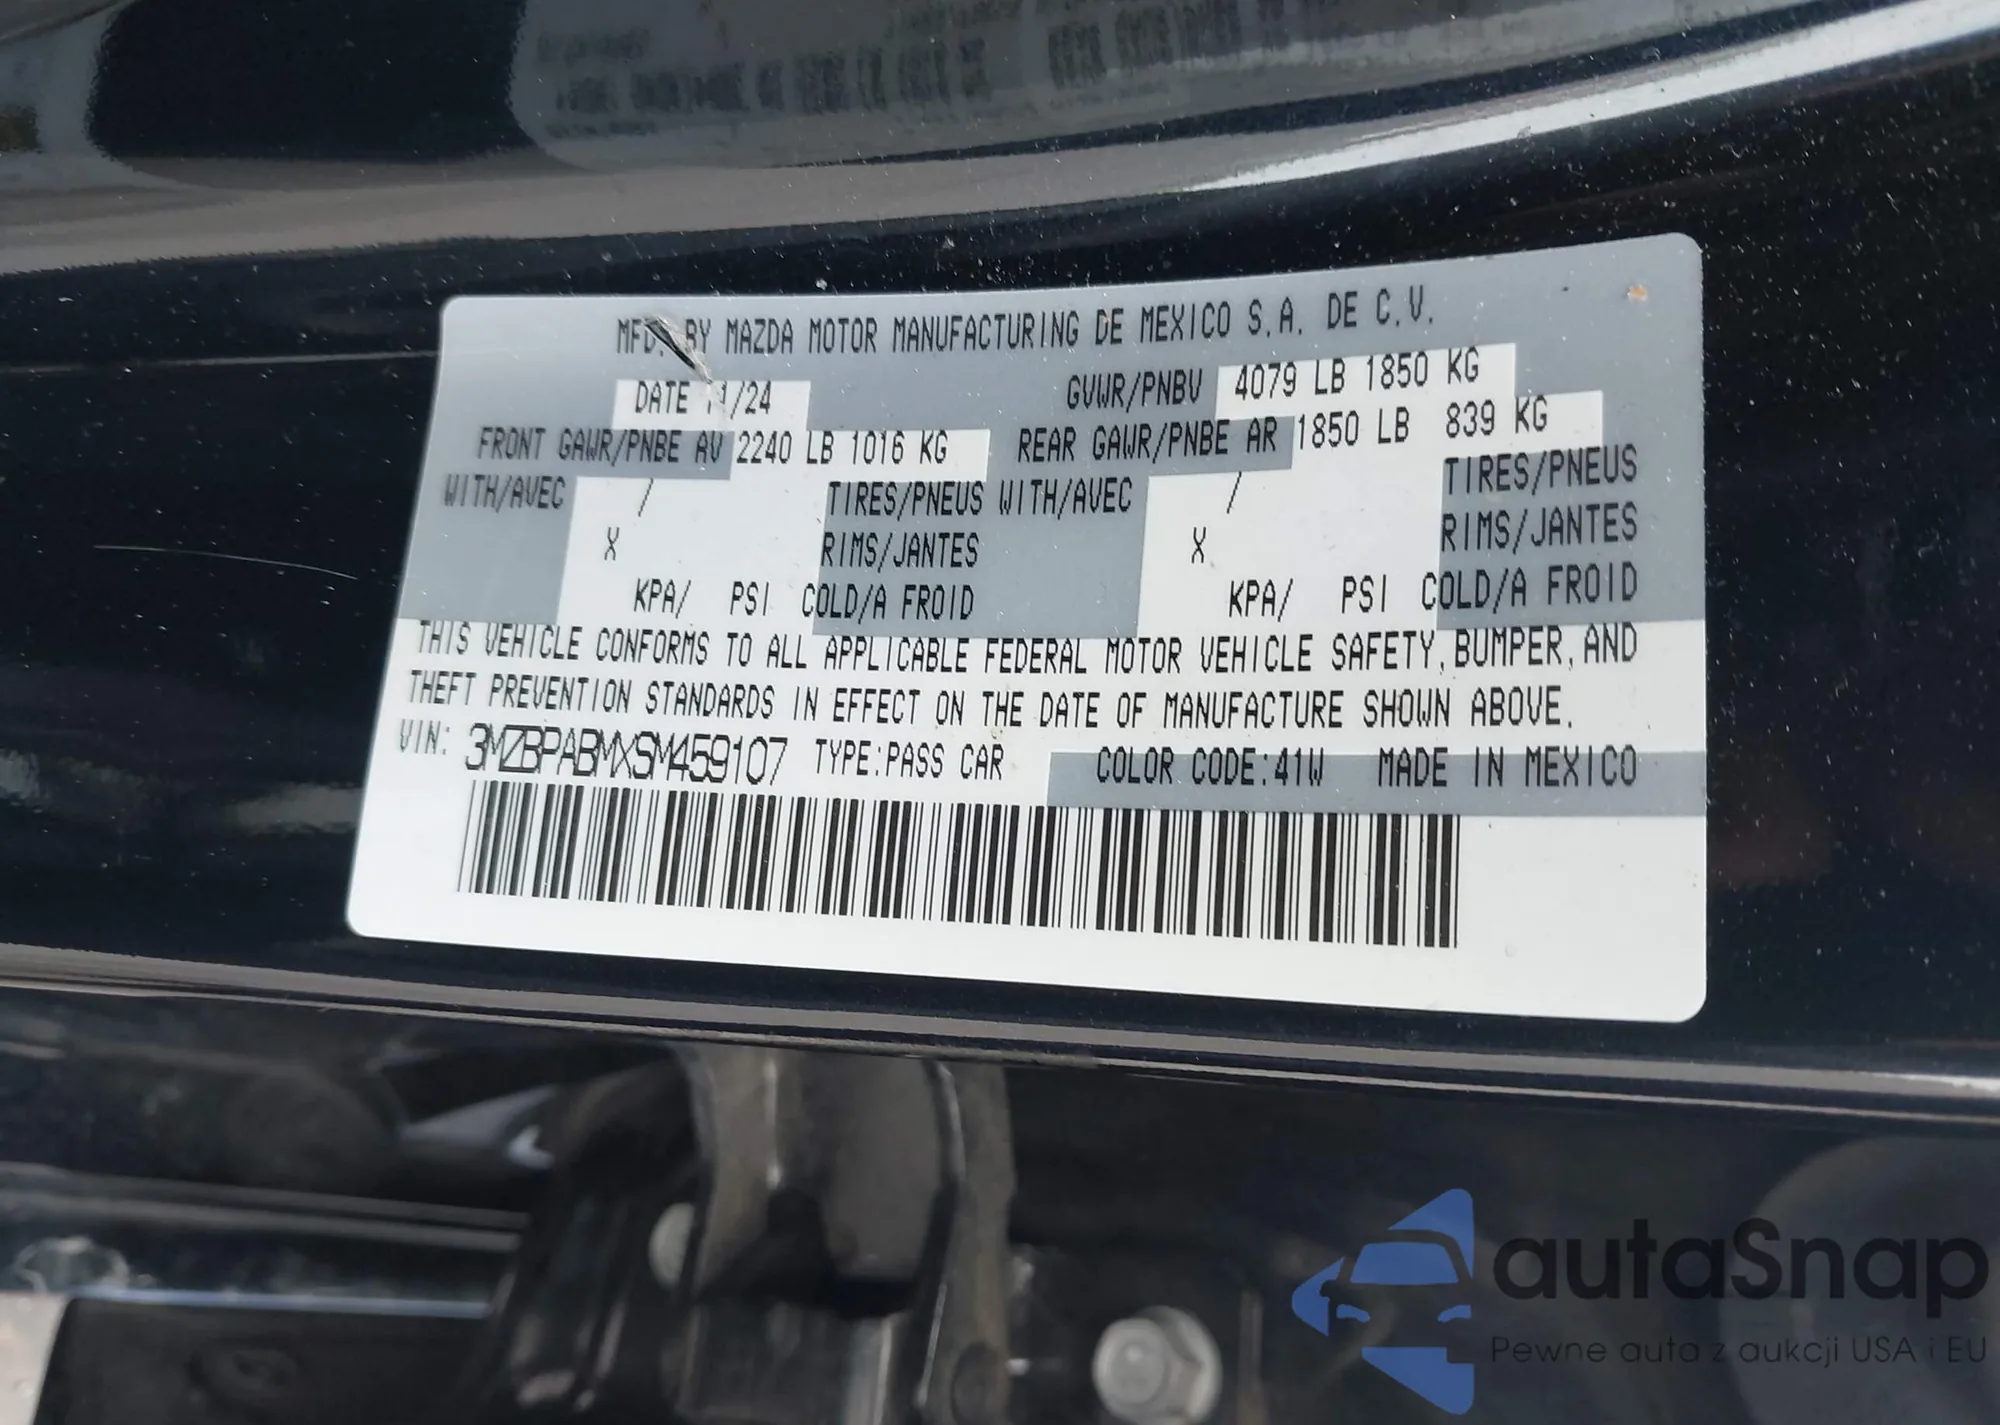 MFD. BY MAZDA MOTOR MANUFACTURING DE MEXICO S.A. DE C.V.
DATE 11/24 GVWR/PNBV 4079 LB 1850 KG
FRONT GAWR/PNBE AV 2240 LB 1016 KG REAR GAWR/PNBE AR 1850 LB 839 KG
WITH/AVEC / TIRES/PNEUS WITH/AVEC / TIRES/PNEUS
X RIMS/JANTES X RIMS/JANTES
KPA/ PSI COLD/A FROID KPA/ PSI COLD/A FROID
THIS VEHICLE CONFORMS TO ALL APPLICABLE FEDERAL MOTOR VEHICLE SAFETY, BUMPER, AND
THEFT PREVENTION STANDARDS IN EFFECT ON THE DATE OF MANUFACTURE SHOWN ABOVE.
VIN: 3MZBPABMXSM459107 TYPE:PASS CAR COLOR CODE:41W MADE IN MEXICO
autaSnap
Pewne auta z aukcji USA i EU